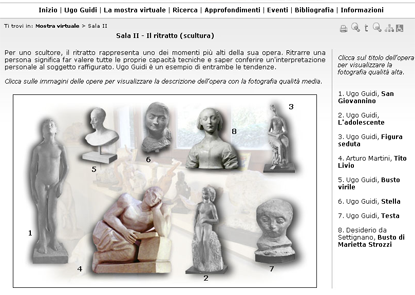 Inizio | Ugo Guidi | La mostra virtuale | Ricerca | Approfondimenti | Eventi | Bibliografia | Informazioni
Ti trovi in: Mostra virtuale > Sala II
Sala II - Il ritratto (scultura)
Per uno scultore, il ritratto rappresenta uno dei momenti più alti della sua opera. Ritrarre una
persona significa far valere tutte le proprie capacità tecniche e saper conferire un'interpretazione
personale al soggetto raffigurato. Ugo Guidi è un esempio di entrambe le tendenze.
Clicca sulle immagini delle opere per visualizzare la descrizione dell'opera con la fotografia qualità media.
1
5
6
8
3
4
2
7
Clicca sul titolo dell'opera
per visualizzare la
fotografia qualità alta.
1. Ugo Guidi, San
Giovannino
2. Ugo Guidi,
L'adolescente
3. Ugo Guidi, Figura
seduta
4. Arturo Martini, Tito
Livio
5. Ugo Guidi, Busto
virile
6. Ugo Guidi, Stella
7. Ugo Guidi, Testa
8. Desiderio da
Settignano, Busto di
Marietta Strozzi